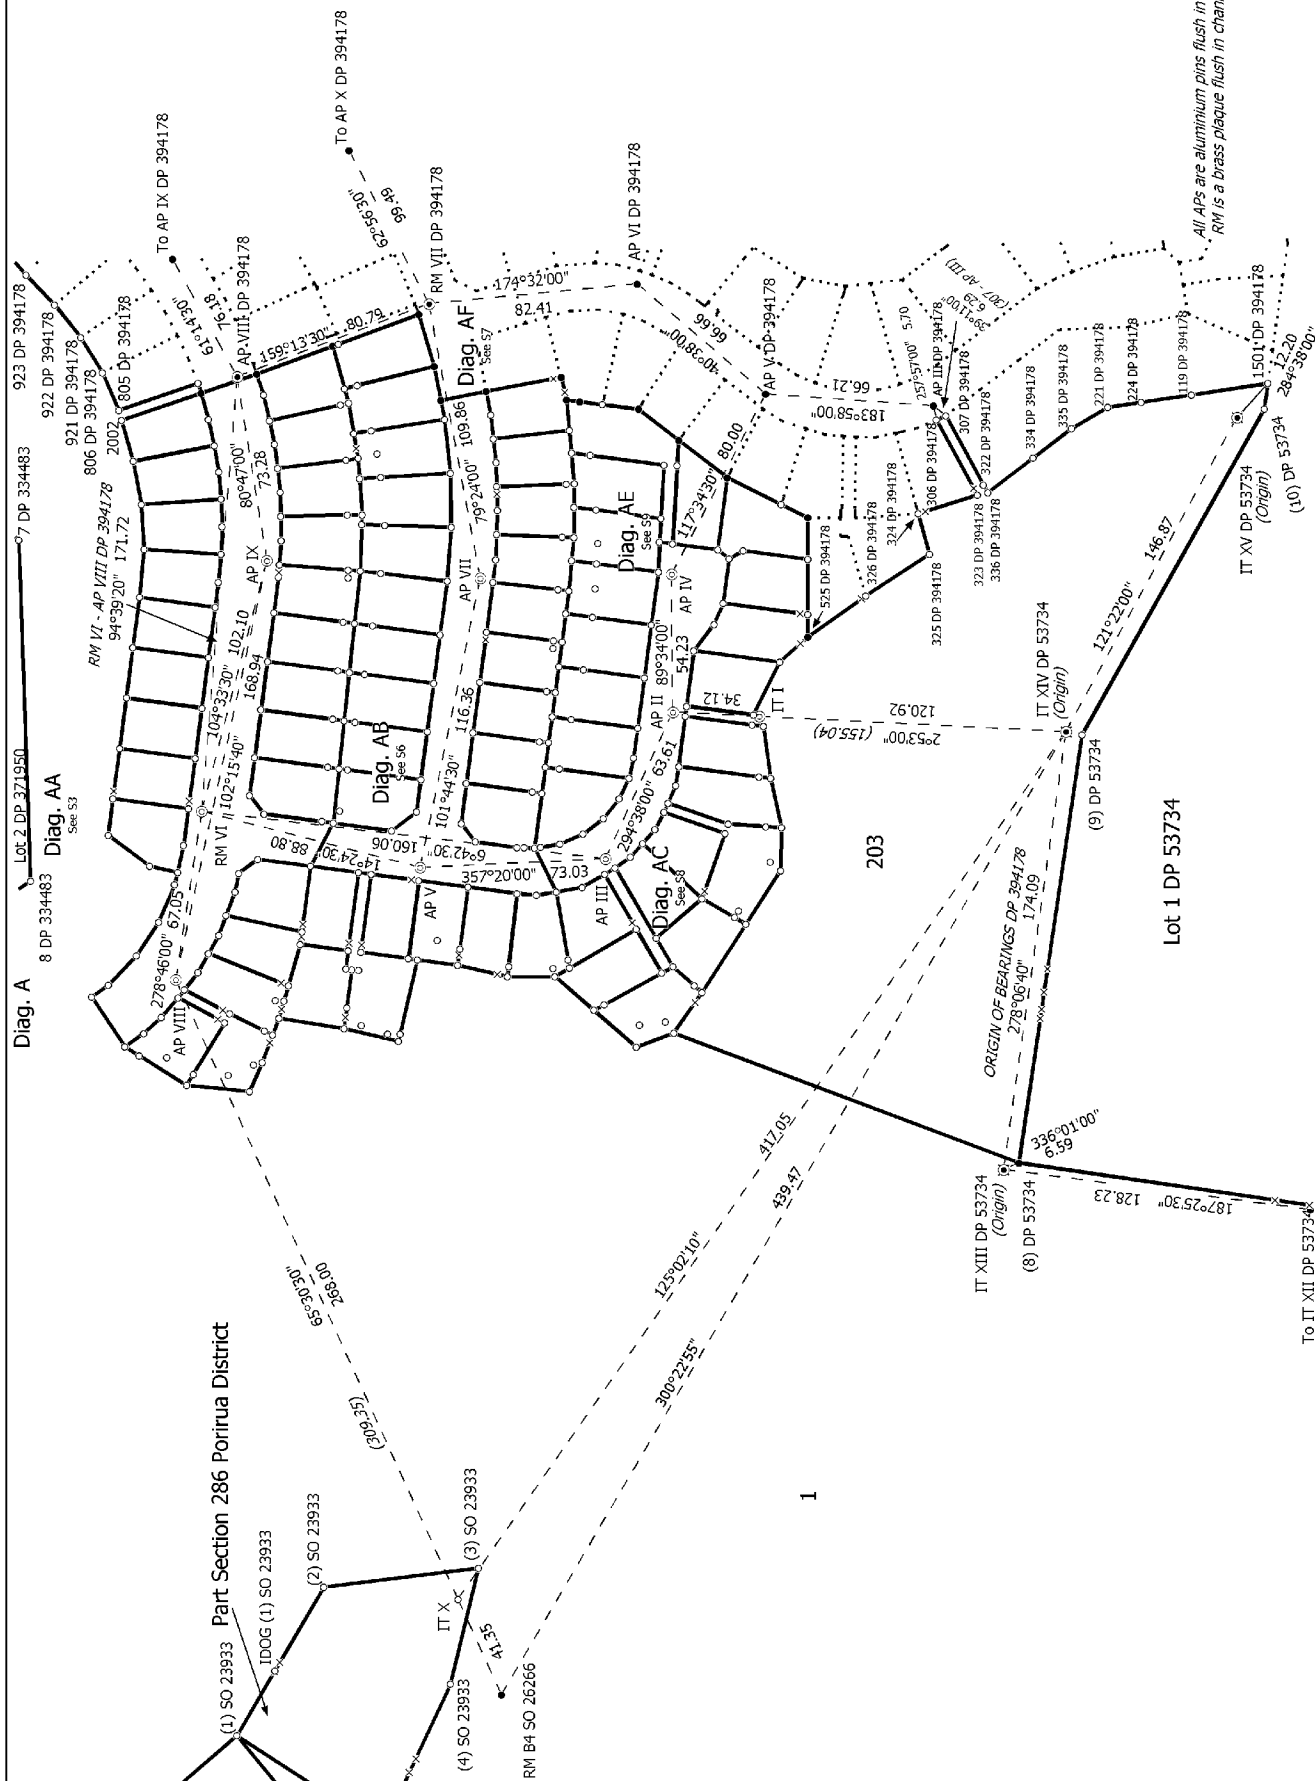 Diag. A
8 DP 334483
Lot 2 DP 371950
Diag. AA
See S3
7 DP 334483
923 DP 394178
922 DP 394178
921 DP 394178
806 DP 394178
805 DP 394178
2002
To AP IX DP 394178
61°14'30"
76.18
AP VIII DP 394178
To AP X DP 394178
62°56'30"
99.49
RM VII DP 394178
159°13'30"
80.79
174°32'00"
82.41
AP VI DP 394178
Diag. AF
See S7
RM VI - AP VIII DP 394178
94°39'20" 171.72
80°47'00"
73.28
AP IX
104°33'30" 102.10
102°15'40" 168.94
RM VI
278°46'00" 67.05
AP VIII
79°24'00" 109.86
AP VII
101°44'30" 116.36
Diag. AB
See S6
88.80
14°24'30"
160.06
6°42'30"
AP V
357°20'00" 73.03
AP III
294°38'00" 63.61
Diag. AC
See S8
AP II
89°34'00"
54.23
AP IV
Diag. AE
See S9
117°34'30" 80.00
AP V DP 394178
40°38'00"
66.66
183°58'00"
66.21
257°57'00" 5.70
AP III DP 394178
39°11'00"
6.29
(307 - AP III)
307 DP 394178
306 DP 394178
322 DP 394178
324 DP 394178
326 DP 394178
525 DP 394178
325 DP 394178
323 DP 394178
336 DP 394178
334 DP 394178
335 DP 394178
221 DP 394178
224 DP 394178
1119 DP 394178
1501 DP 394178
12.20
284°38'00"
All APs are aluminium pins flush in
RM is a brass plaque flush in chan
34.12
IT I
2°53'00" (155.04)
120.92
IT XIV DP 53734
(Origin)
121°22'00"
146.87
IT XV DP 53734
(Origin)
(10) DP 53734
(9) DP 53734
203
Lot 1 DP 53734
ORIGIN OF BEARINGS DP 394178
278°06'40" 174.09
336°01'00"
6.59
IT XIII DP 53734
(Origin)
(8) DP 53734
187°25'30" 128.23
To IT XII DP 53734
65°30'30"
268.00
(309.35)
125°02'10"
417.05
300°22'55"
439.47
Part Section 286 Porirua District
(1) SO 23933
IDOG (1) SO 23933
(2) SO 23933
(3) SO 23933
IT X
41.35
(4) SO 23933
RM B4 SO 26266
1